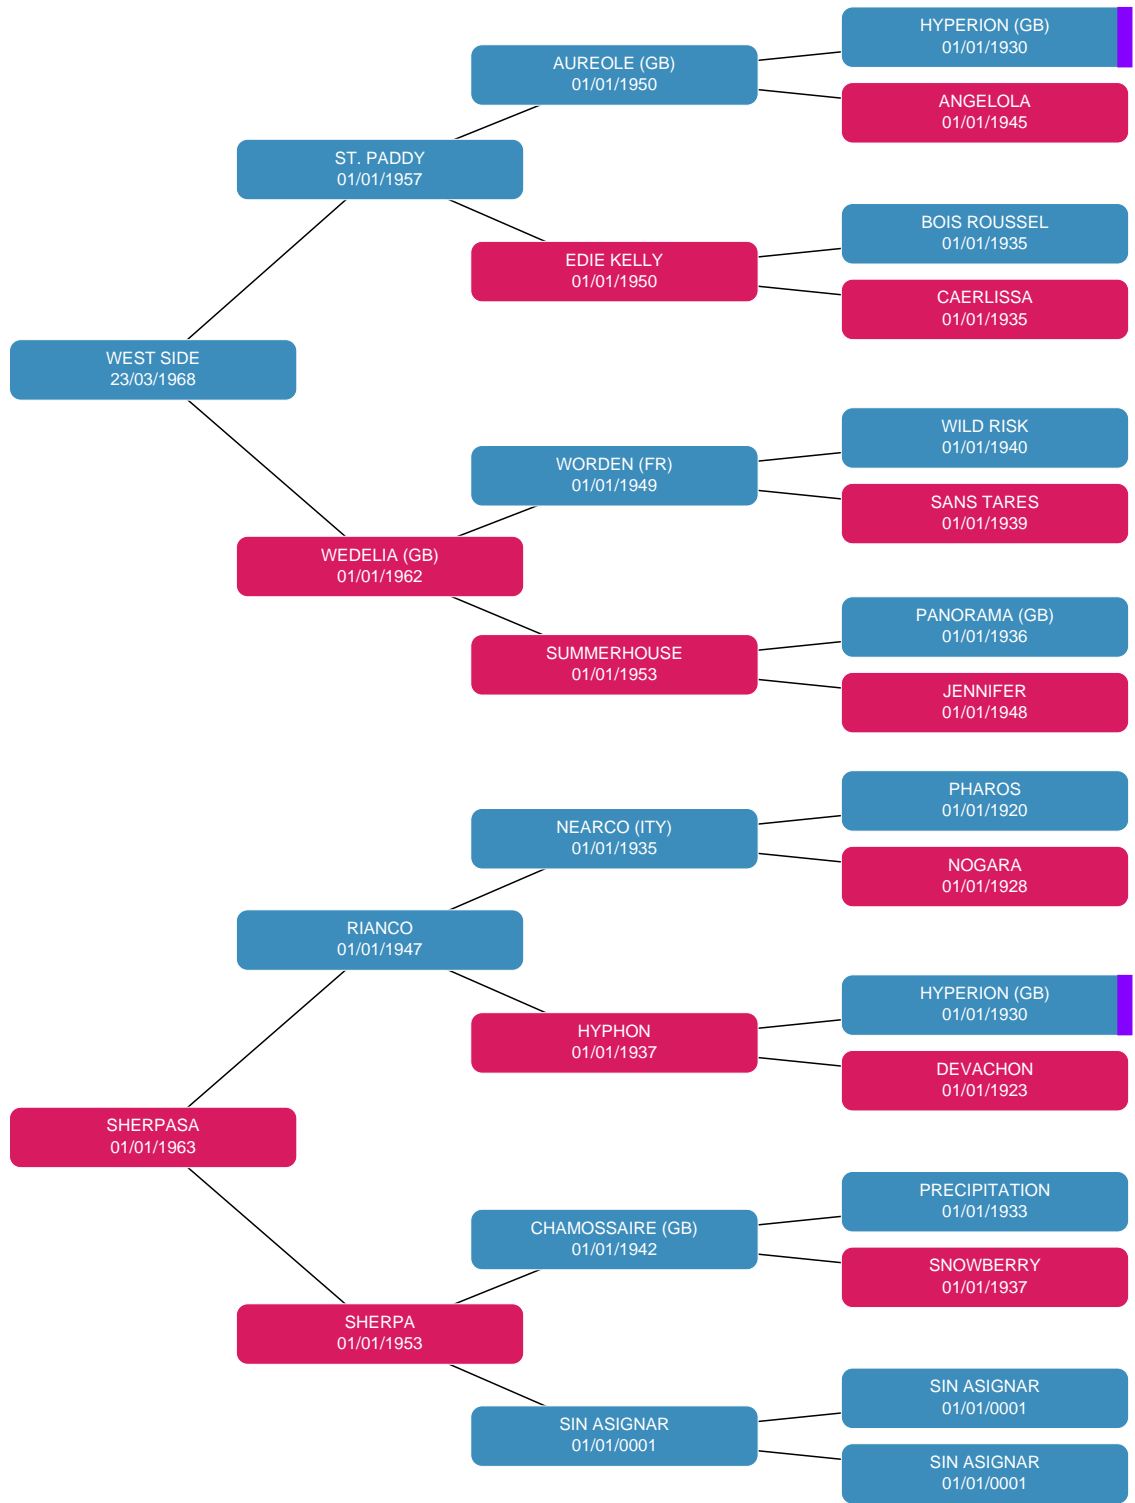 HYPERION (GB)
01/01/1930
AUREOLE (GB)
01/01/1950
ANGELOLA
01/01/1945
ST. PADDY
01/01/1957
BOIS ROUSSEL
01/01/1935
EDIE KELLY
01/01/1950
CAERLISSA
01/01/1935
WEST SIDE
23/03/1968
WILD RISK
01/01/1940
WORDEN (FR)
01/01/1949
SANS TARES
01/01/1939
WEDELIA (GB)
01/01/1962
PANORAMA (GB)
01/01/1936
SUMMERHOUSE
01/01/1953
JENNIFER
01/01/1948
PHAROS
01/01/1920
NEARCO (ITY)
01/01/1935
NOGARA
01/01/1928
RIANCO
01/01/1947
HYPERION (GB)
01/01/1930
HYPHON
01/01/1937
DEVACHON
01/01/1923
SHERPASA
01/01/1963
PRECIPITATION
01/01/1933
CHAMOSSAIRE (GB)
01/01/1942
SNOWBERRY
01/01/1937
SHERPA
01/01/1953
SIN ASIGNAR
01/01/0001
SIN ASIGNAR
01/01/0001
SIN ASIGNAR
01/01/0001